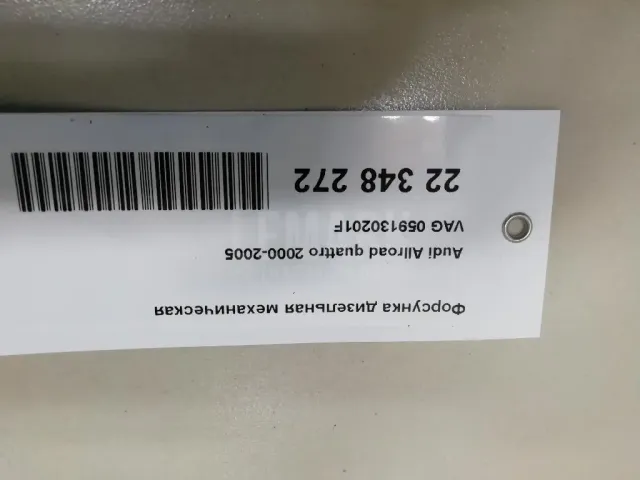 Форсунка дизельная механическая
Audi Allroad quattro 2000-2005
VAG 059130201F
22 348 272